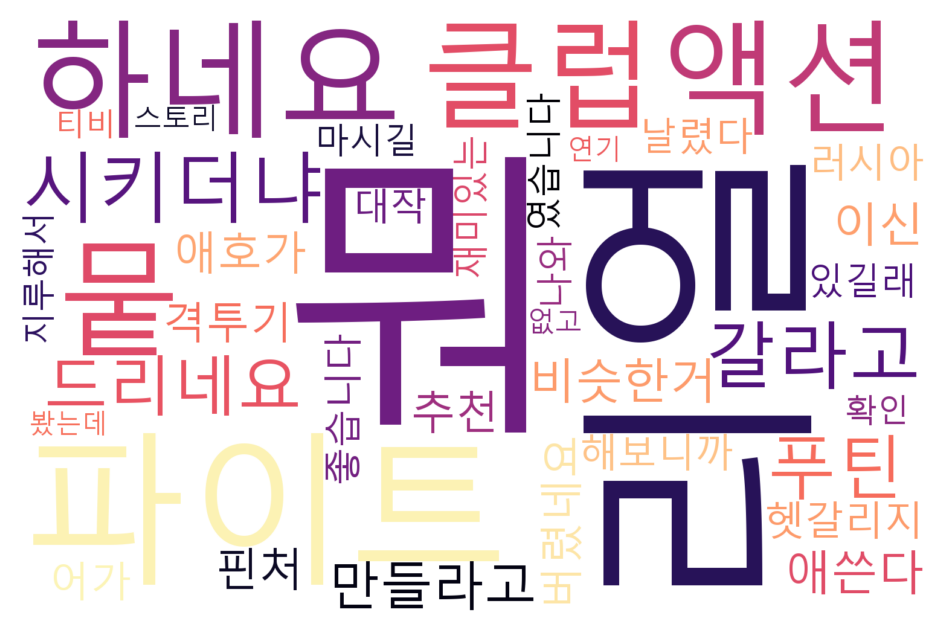 하네요
클럽
액션
티비
스토리
마시길
였습니다
연기
날렸다
러시아
시키더냐
대작
재미있는
뭐
리얼
이신
지루해서
애호가
나와
있길래
격투기
없고
갈라고
드리네요
좋습니다
추천
비슷한거
확인
봤는데
파이트
버렸네요
해보니까
푸틴
헷갈리지
어가
핀처
만들라고
애쓴다